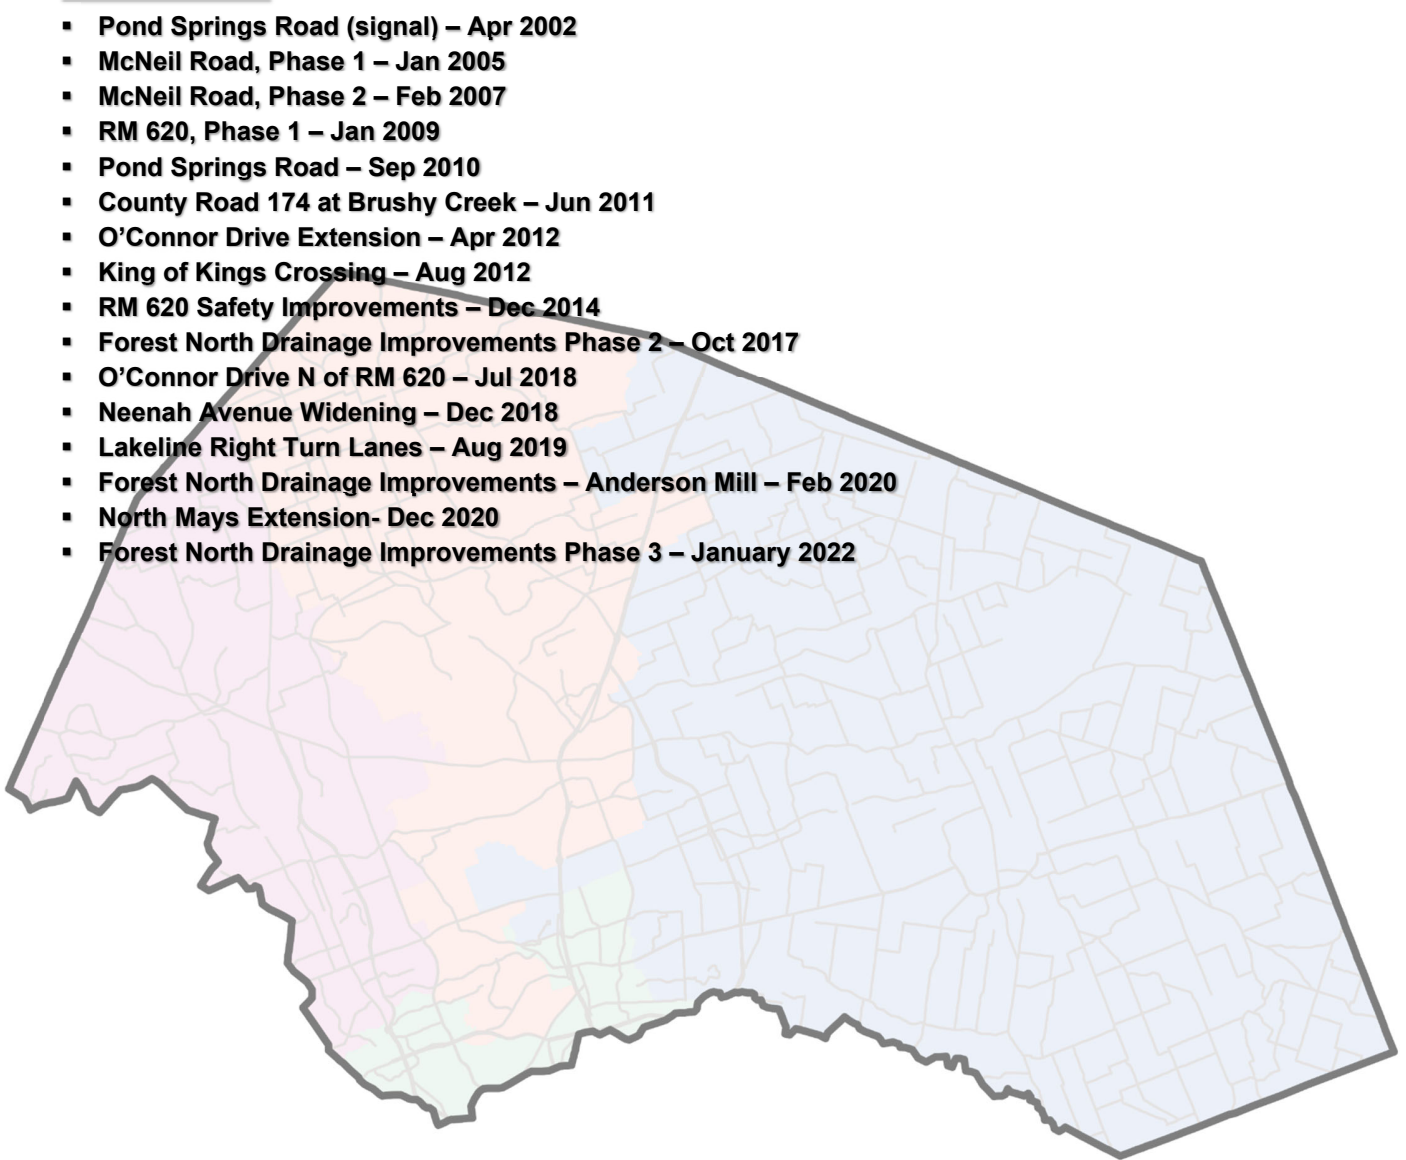 ▪ Pond Springs Road (signal) – Apr 2002
▪ McNeil Road, Phase 1 – Jan 2005
▪ McNeil Road, Phase 2 – Feb 2007
▪ RM 620, Phase 1 – Jan 2009
▪ Pond Springs Road – Sep 2010
▪ County Road 174 at Brushy Creek – Jun 2011
▪ O’Connor Drive Extension – Apr 2012
▪ King of Kings Crossing – Aug 2012
▪ RM 620 Safety Improvements – Dec 2014
▪ Forest North Drainage Improvements Phase 2 – Oct 2017
▪ O’Connor Drive N of RM 620 – Jul 2018
▪ Neenah Avenue Widening – Dec 2018
▪ Lakeline Right Turn Lanes – Aug 2019
▪ Forest North Drainage Improvements – Anderson Mill – Feb 2020
▪ North Mays Extension- Dec 2020
▪ Forest North Drainage Improvements Phase 3 – January 2022